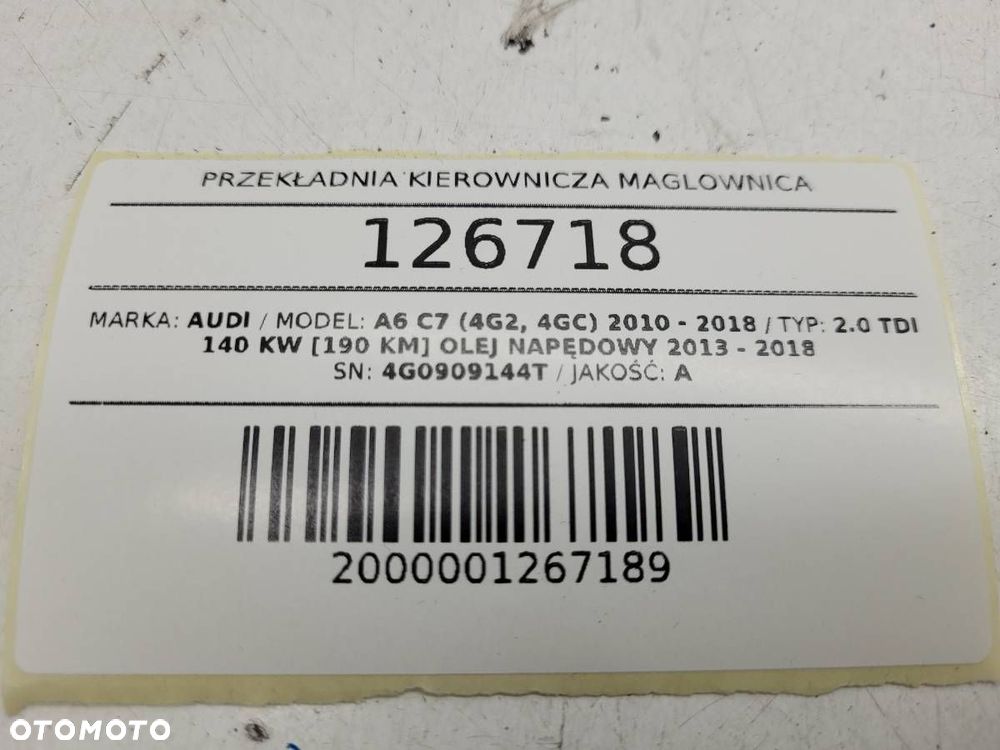 PRZEKŁADNIA KIEROWNICZA MAGLOWNICA
126718
MARKA: AUDI / MODEL: A6 C7 (4G2, 4GC) 2010 - 2018 / TYP: 2.0 TDI
140 KW [190 KM] OLEJ NAPĘDOWY 2013 - 2018
SN: 4G0909144T / JAKOŚĆ: A
2000001267189
OTOMOTO